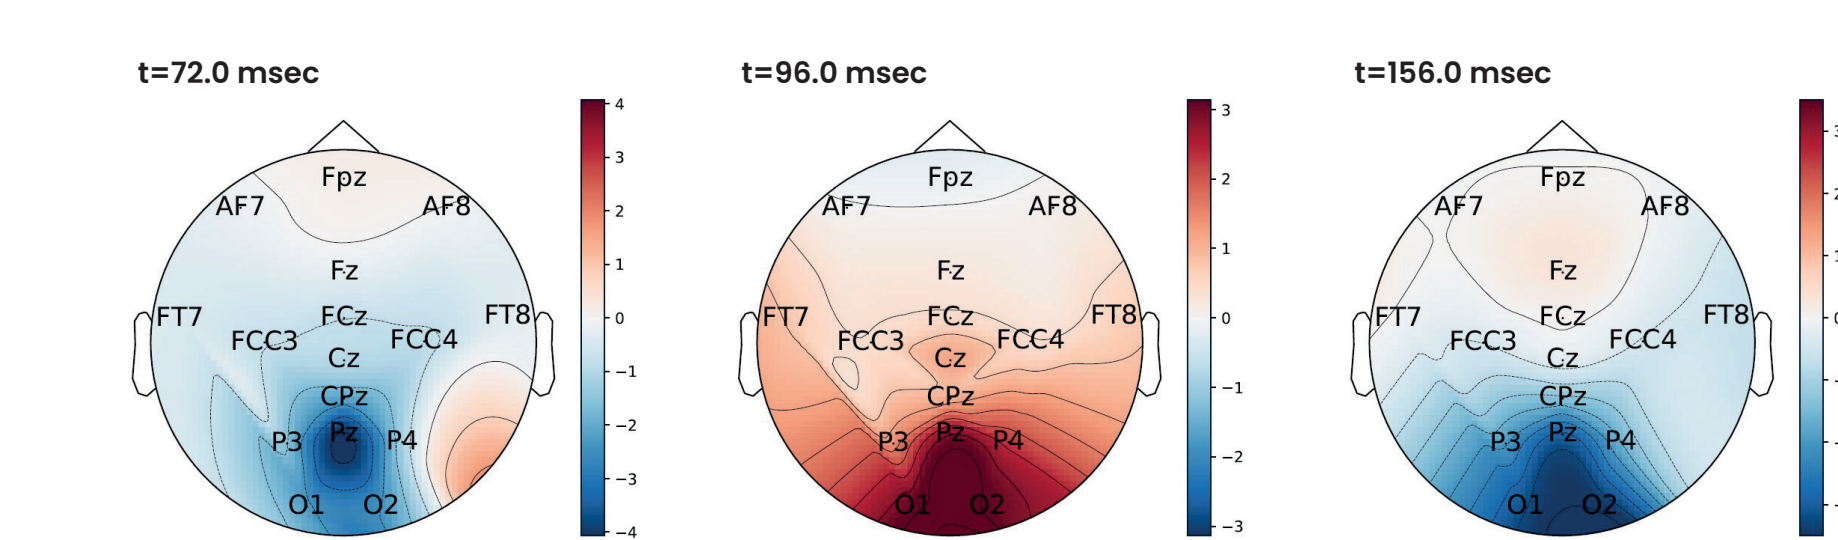 t=72.0 msec
t=96.0 msec
t=156.0 msec
Fpz
AF7
AF8
Fz
FT7
FCz
FT8
FCC3
FCC4
Cz
CPz
P3
Pz
P4
O1
O2
4
3
2
1
0
−1
−2
−3
−4
Fpz
AF7
AF8
Fz
FT7
FCz
FT8
FCC3
FCC4
Cz
CPz
P3
Pz
P4
O1
O2
3
2
1
0
−1
−2
−3
Fpz
AF7
AF8
Fz
FT7
FCz
FT8
FCC3
FCC4
Cz
CPz
P3
Pz
P4
O1
O2